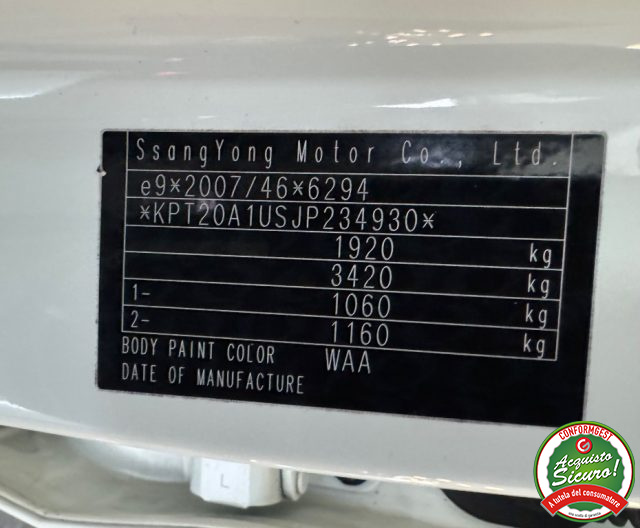 SsangYong Motor Co., Ltd.
e9*2007/46*6294
*KPT20A1USJP234930*
1920 kg
3420 kg
1- 1060 kg
2- 1160 kg
BODY PAINT COLOR WAA
DATE OF MANUFACTURE
L
CONFORMGEST
Acquisto
Sicuro!
A tutela del consumatore